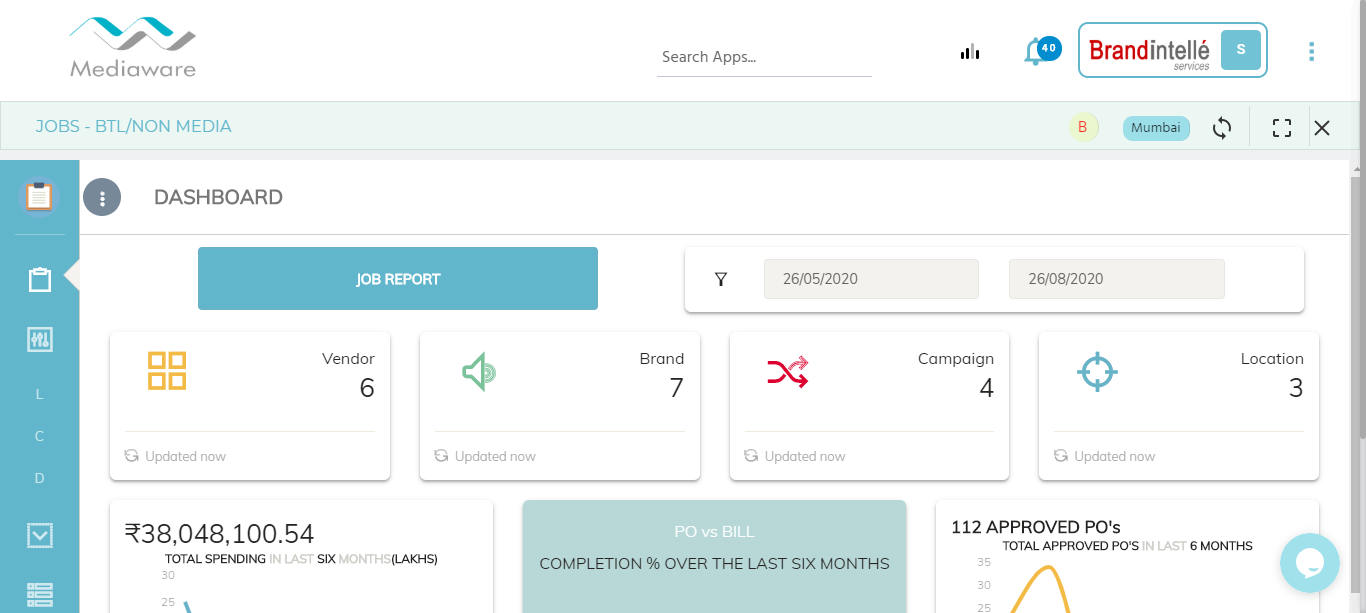 Mediaware
Search Apps...
40
Brandintellé
services
S
JOBS - BTL/NON MEDIA
B
Mumbai
DASHBOARD
JOB REPORT
26/05/2020
26/08/2020
Vendor
6
Updated now
Brand
7
Updated now
Campaign
4
Updated now
Location
3
Updated now
L
C
D
₹38,048,100.54
TOTAL SPENDING IN LAST SIX MONTHS(LAKHS)
30
25
PO vs BILL
COMPLETION % OVER THE LAST SIX MONTHS
112 APPROVED PO's
TOTAL APPROVED PO'S IN LAST 6 MONTHS
35
30
25